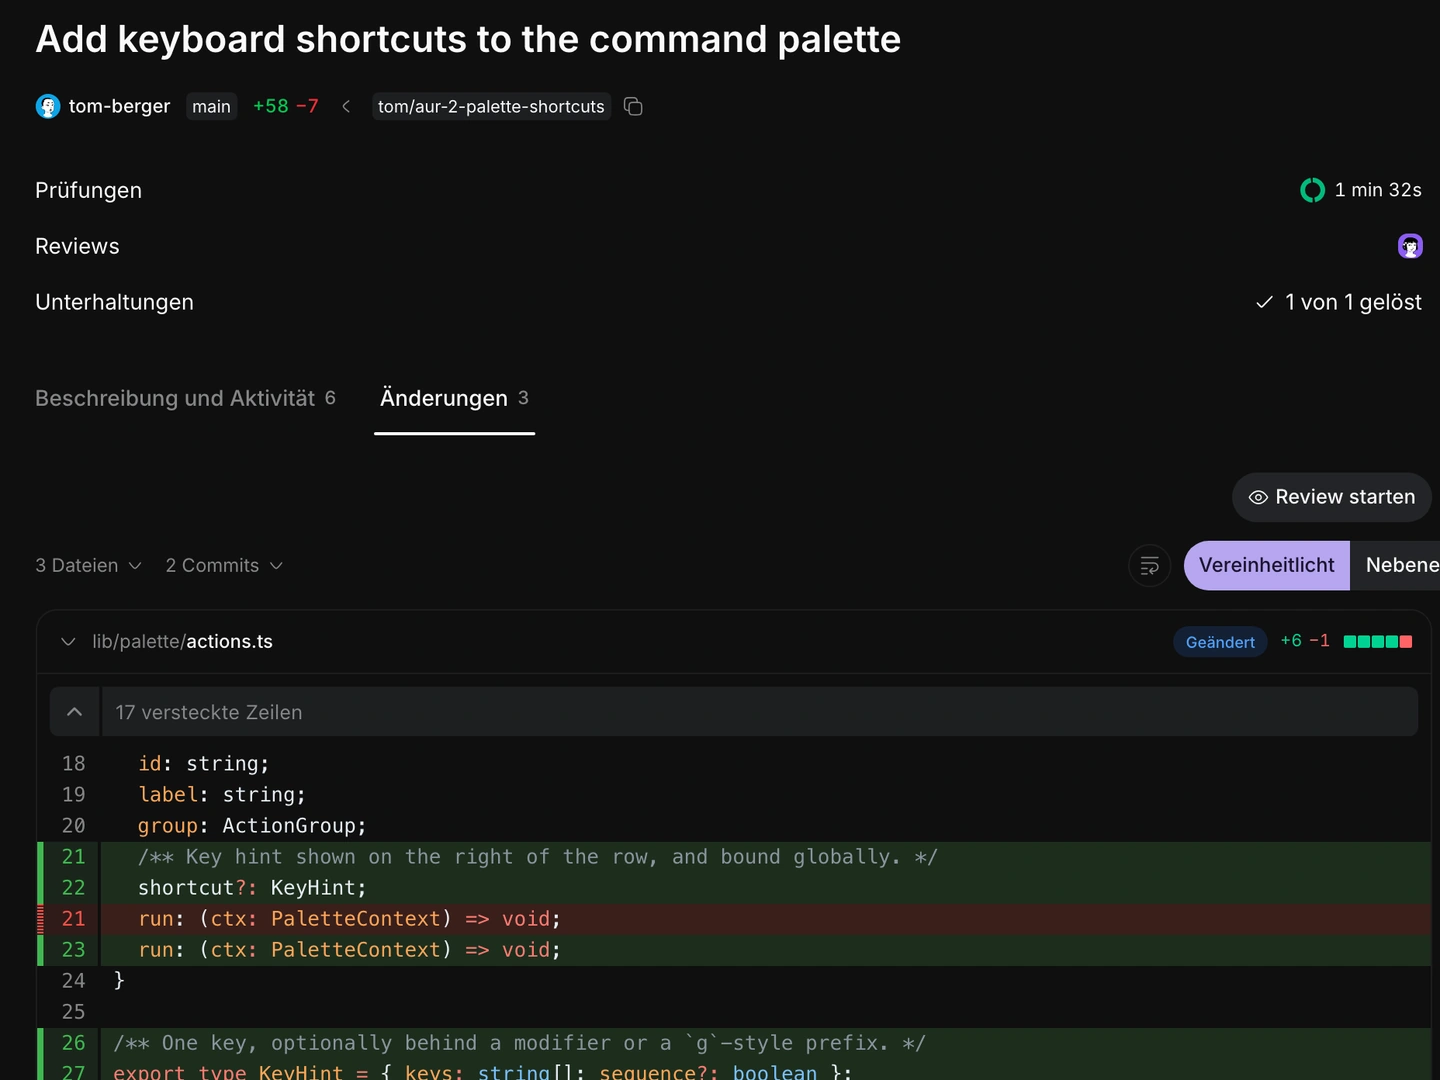 Add keyboard shortcuts to the command palette
tom-berger main +58 −7 tom/aur-2-palette-shortcuts
Prüfungen 1 min 32s
Reviews
Unterhaltungen 1 von 1 gelöst
Beschreibung und Aktivität 6 Änderungen 3
Review starten
3 Dateien 2 Commits Vereinheitlicht Nebene
lib/palette/actions.ts Geändert +6 −1
17 versteckte Zeilen
18 id: string;
19 label: string;
20 group: ActionGroup;
21 /** Key hint shown on the right of the row, and bound globally. */
22 shortcut?: KeyHint;
21 run: (ctx: PaletteContext) => void;
23 run: (ctx: PaletteContext) => void;
24 }
25
26 /** One key, optionally behind a modifier or a `g`-style prefix. */
27 export type KeyHint = { keys: string[]; sequence?: boolean };